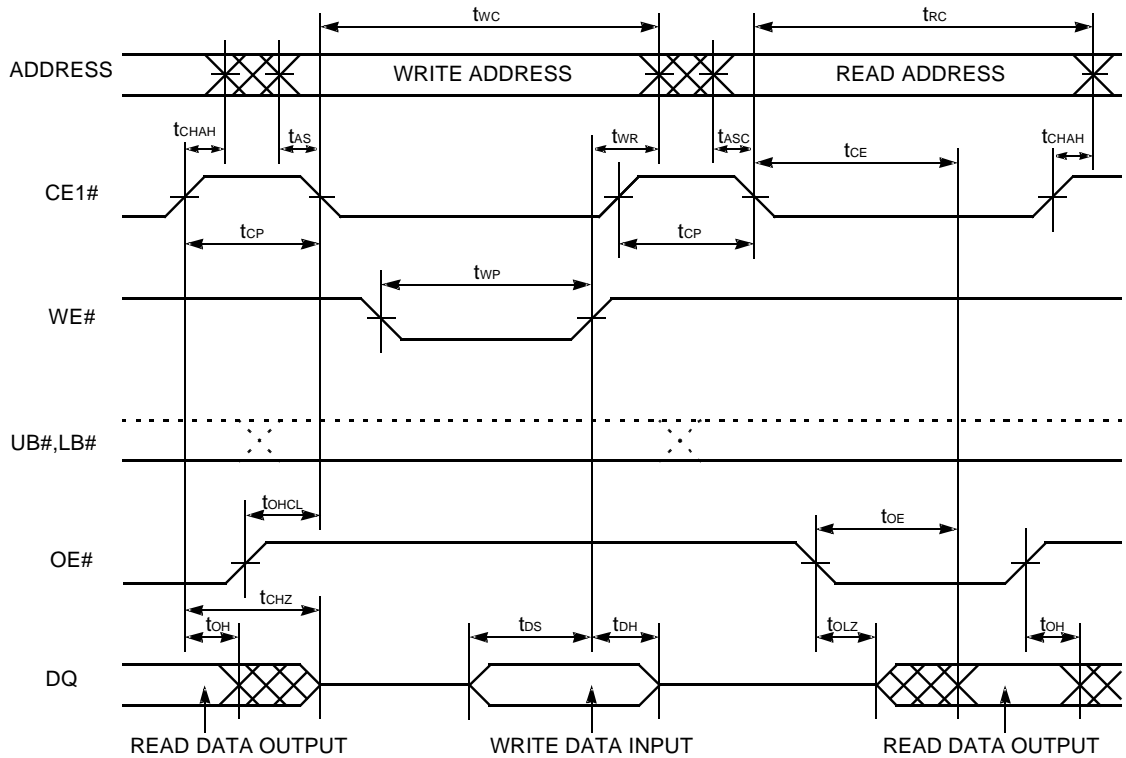 tWC tRC
ADDRESS WRITE ADDRESS READ ADDRESS
tCHAH tAS tWR tASC tCE tCHAH
CE1#
tCP tCP
tWP
WE#
UB#,LB#
tOHCL tOE
OE#
tCHZ
tOH tDS tDH tOLZ tOH
DQ
READ DATA OUTPUT WRITE DATA INPUT READ DATA OUTPUT